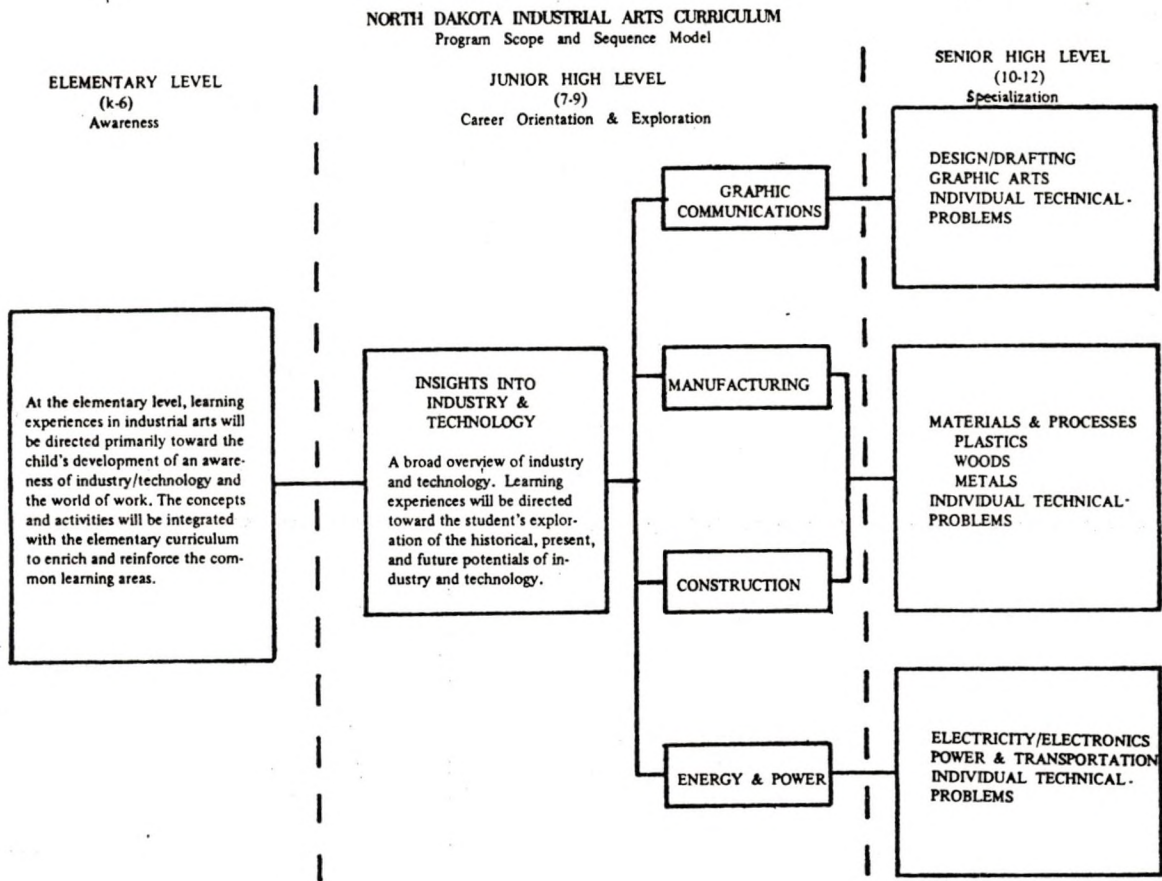 NORTH DAKOTA INDUSTRIAL ARTS CURRICULUM
Program Scope and Sequence Model
ELEMENTARY LEVEL
(k-6)
Awareness
JUNIOR HIGH LEVEL
(7-9)
Career Orientation & Exploration
SENIOR HIGH LEVEL
(10-12)
Specialization
At the elementary level, learning
experiences in industrial arts will
be directed primarily toward the
child's development of an aware-
ness of industry/technology and
the world of work. The concepts
and activities will be integrated
with the elementary curriculum
to enrich and reinforce the com-
mon learning areas.
INSIGHTS INTO
INDUSTRY &
TECHNOLOGY
A broad overview of industry
and technology. Learning
experiences will be directed
toward the student's explor-
ation of the historical, present,
and future potentials of in-
dustry and technology.
GRAPHIC
COMMUNICATIONS
MANUFACTURING
CONSTRUCTION
ENERGY & POWER
DESIGN/DRAFTING
GRAPHIC ARTS
INDIVIDUAL TECHNICAL-
PROBLEMS
MATERIALS & PROCESSES
PLASTICS
WOODS
METALS
INDIVIDUAL TECHNICAL-
PROBLEMS
ELECTRICITY/ELECTRONICS
POWER & TRANSPORTATION
INDIVIDUAL TECHNICAL-
PROBLEMS